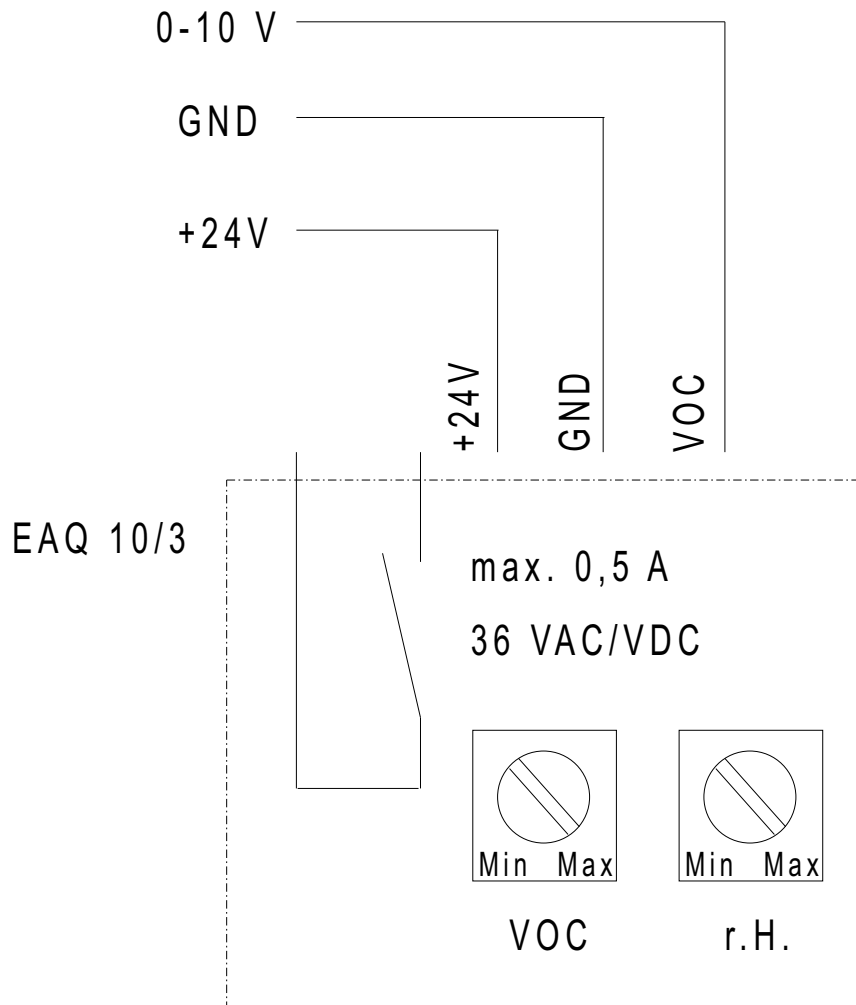 0-10 V
GND
+24V
+24V
GND
VOC
EAQ 10/3
max. 0,5 A
36 VAC/VDC
Min Max
Min Max
VOC
r.H.